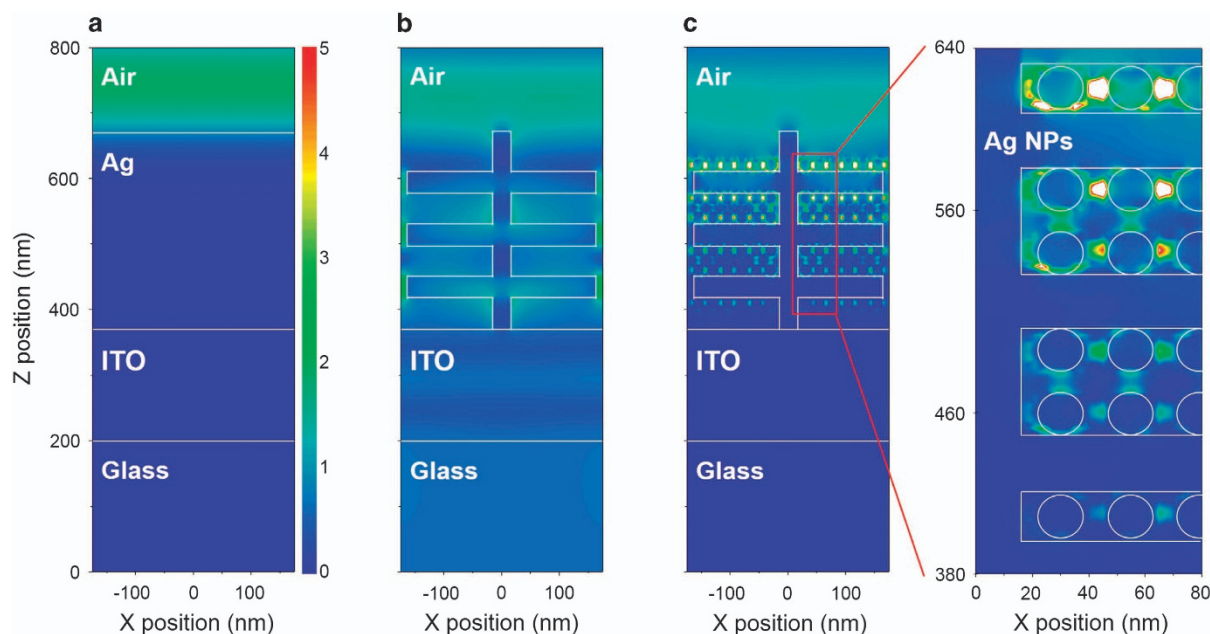 a
b
c
800
600
400
200
0
Z position (nm)
Air
Ag
ITO
Glass
-100
0
100
X position (nm)
5
4
3
2
1
0
Air
ITO
Glass
-100
0
100
X position (nm)
Air
ITO
Glass
-100
0
100
X position (nm)
640
560
460
380
Ag NPs
0
20
40
60
80
X position (nm)